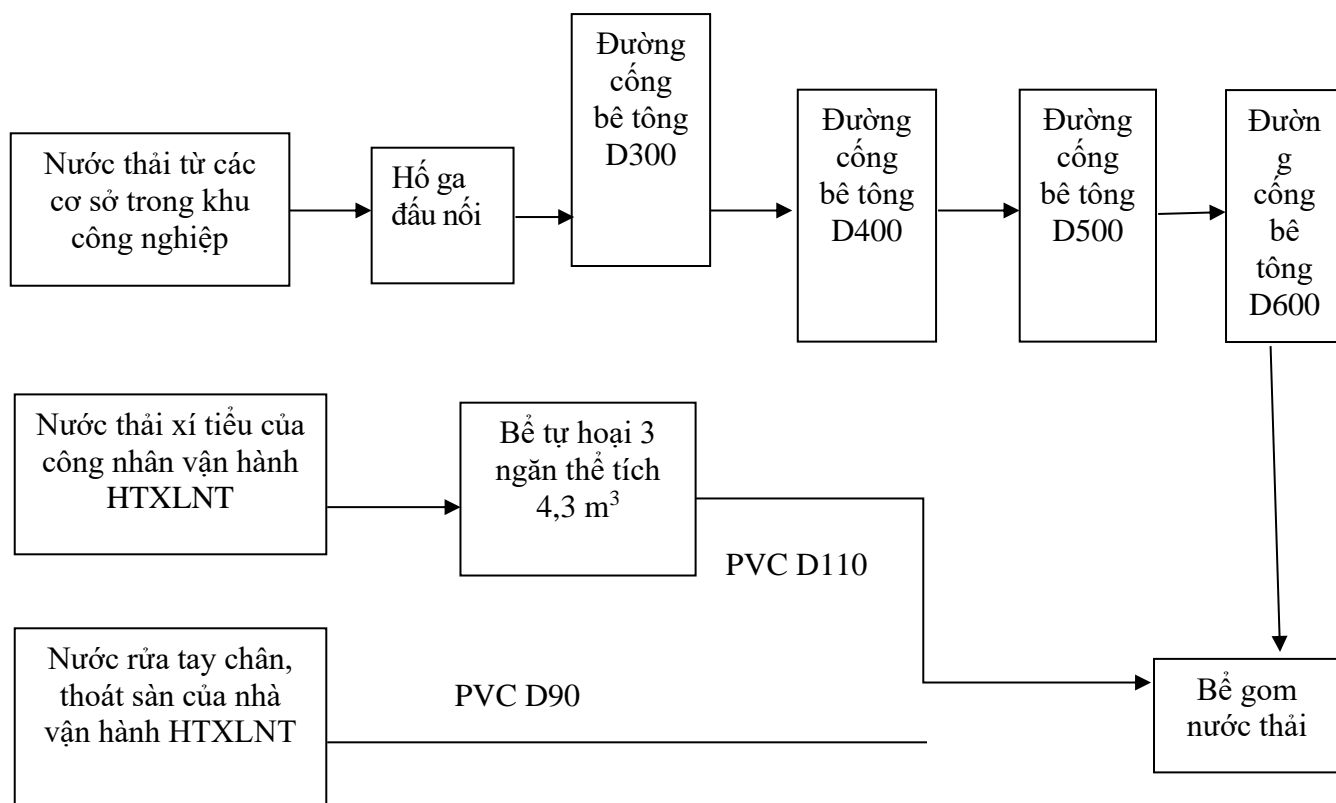 Nước thải từ các
cơ sở trong khu
công nghiệp
Hố ga
đấu nối
Đường
cống
bê tông
D300
Đường
cống
bê tông
D400
Đường
cống
bê tông
D500
Đườn
g
cống
bê
tông
D600
Nước thải xí tiểu của
công nhân vận hành
HTXLNT
Bể tự hoại 3
ngăn thể tích
4,3 m³
PVC D110
Nước rửa tay chân,
thoát sàn của nhà
vận hành HTXLNT
PVC D90
Bể gom
nước thải